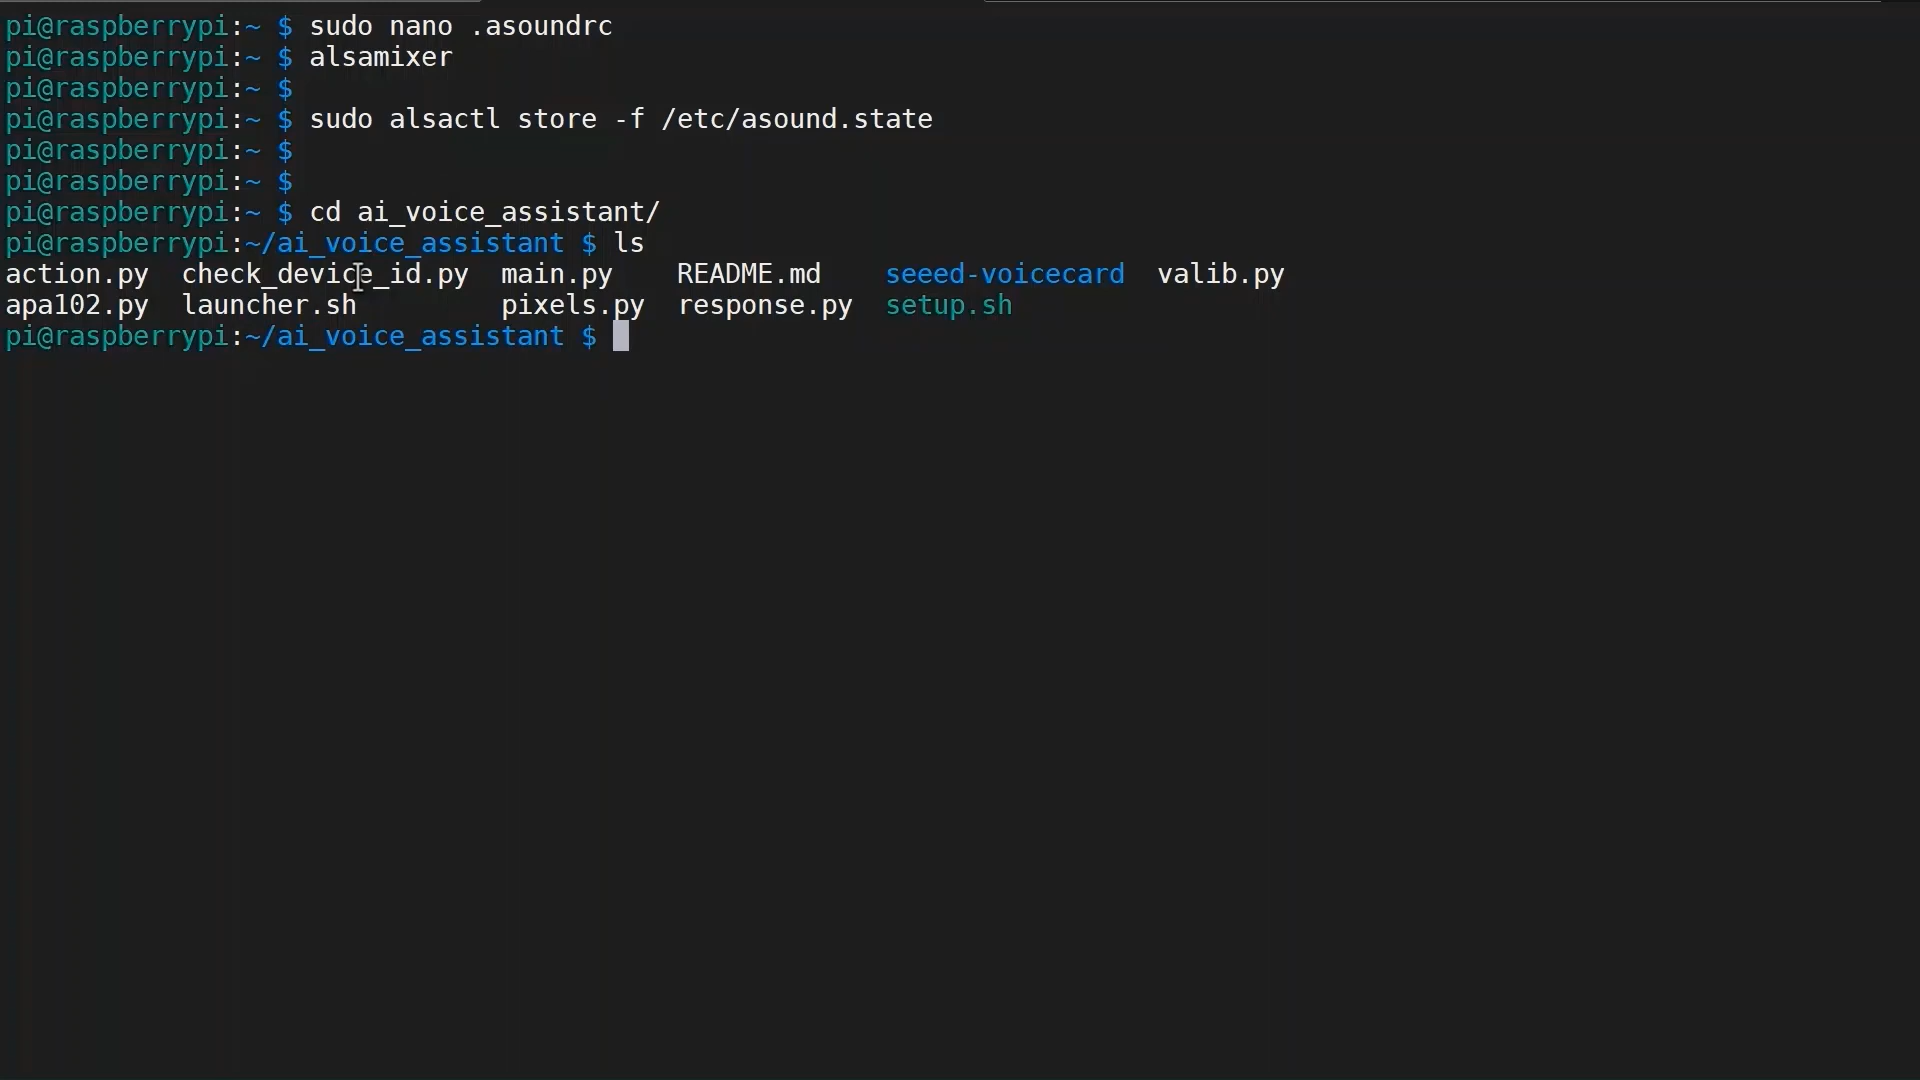 pi@raspberrypi:~ $ sudo nano .asoundrc
pi@raspberrypi:~ $ alsamixer
pi@raspberrypi:~ $
pi@raspberrypi:~ $ sudo alsactl store -f /etc/asound.state
pi@raspberrypi:~ $
pi@raspberrypi:~ $
pi@raspberrypi:~ $ cd ai_voice_assistant/
pi@raspberrypi:~/ai_voice_assistant $ ls
action.py  check_device_id.py  main.py    README.md    seeed-voicecard  valib.py
apa102.py  launcher.sh         pixels.py  response.py  setup.sh
pi@raspberrypi:~/ai_voice_assistant $